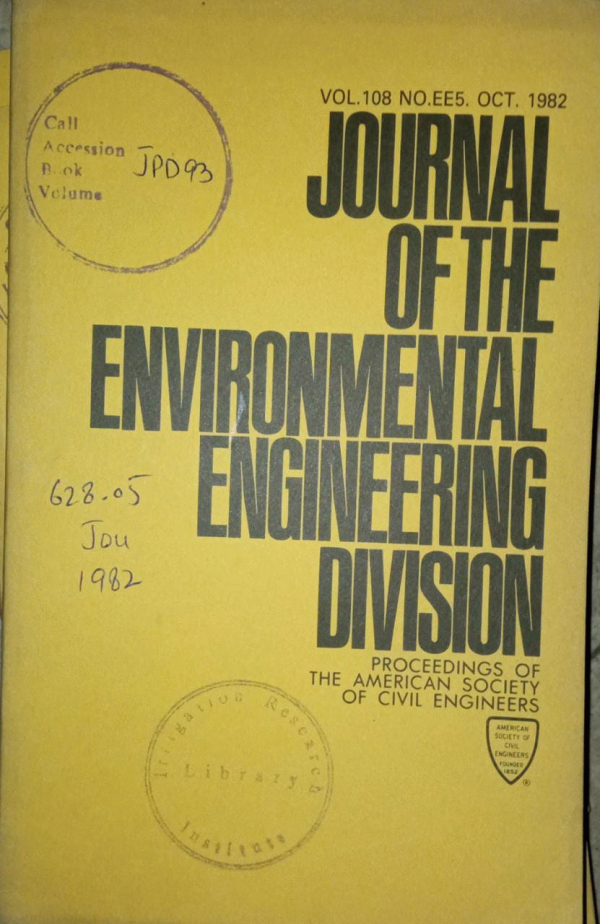 VOL.108 NO.EE5. OCT. 1982
JOURNAL
OF THE
ENVIRONMENTAL
ENGINEERING
DIVISION
PROCEEDINGS OF
THE AMERICAN SOCIETY
OF CIVIL ENGINEERS
AMERICAN
SOCIETY OF
CIVIL
ENGINEERS
FOUNDED
1852
®
Call
Accession JPD93
Book
Volume
628.05
Jou
1982
Irrigation Research
Library
Institute